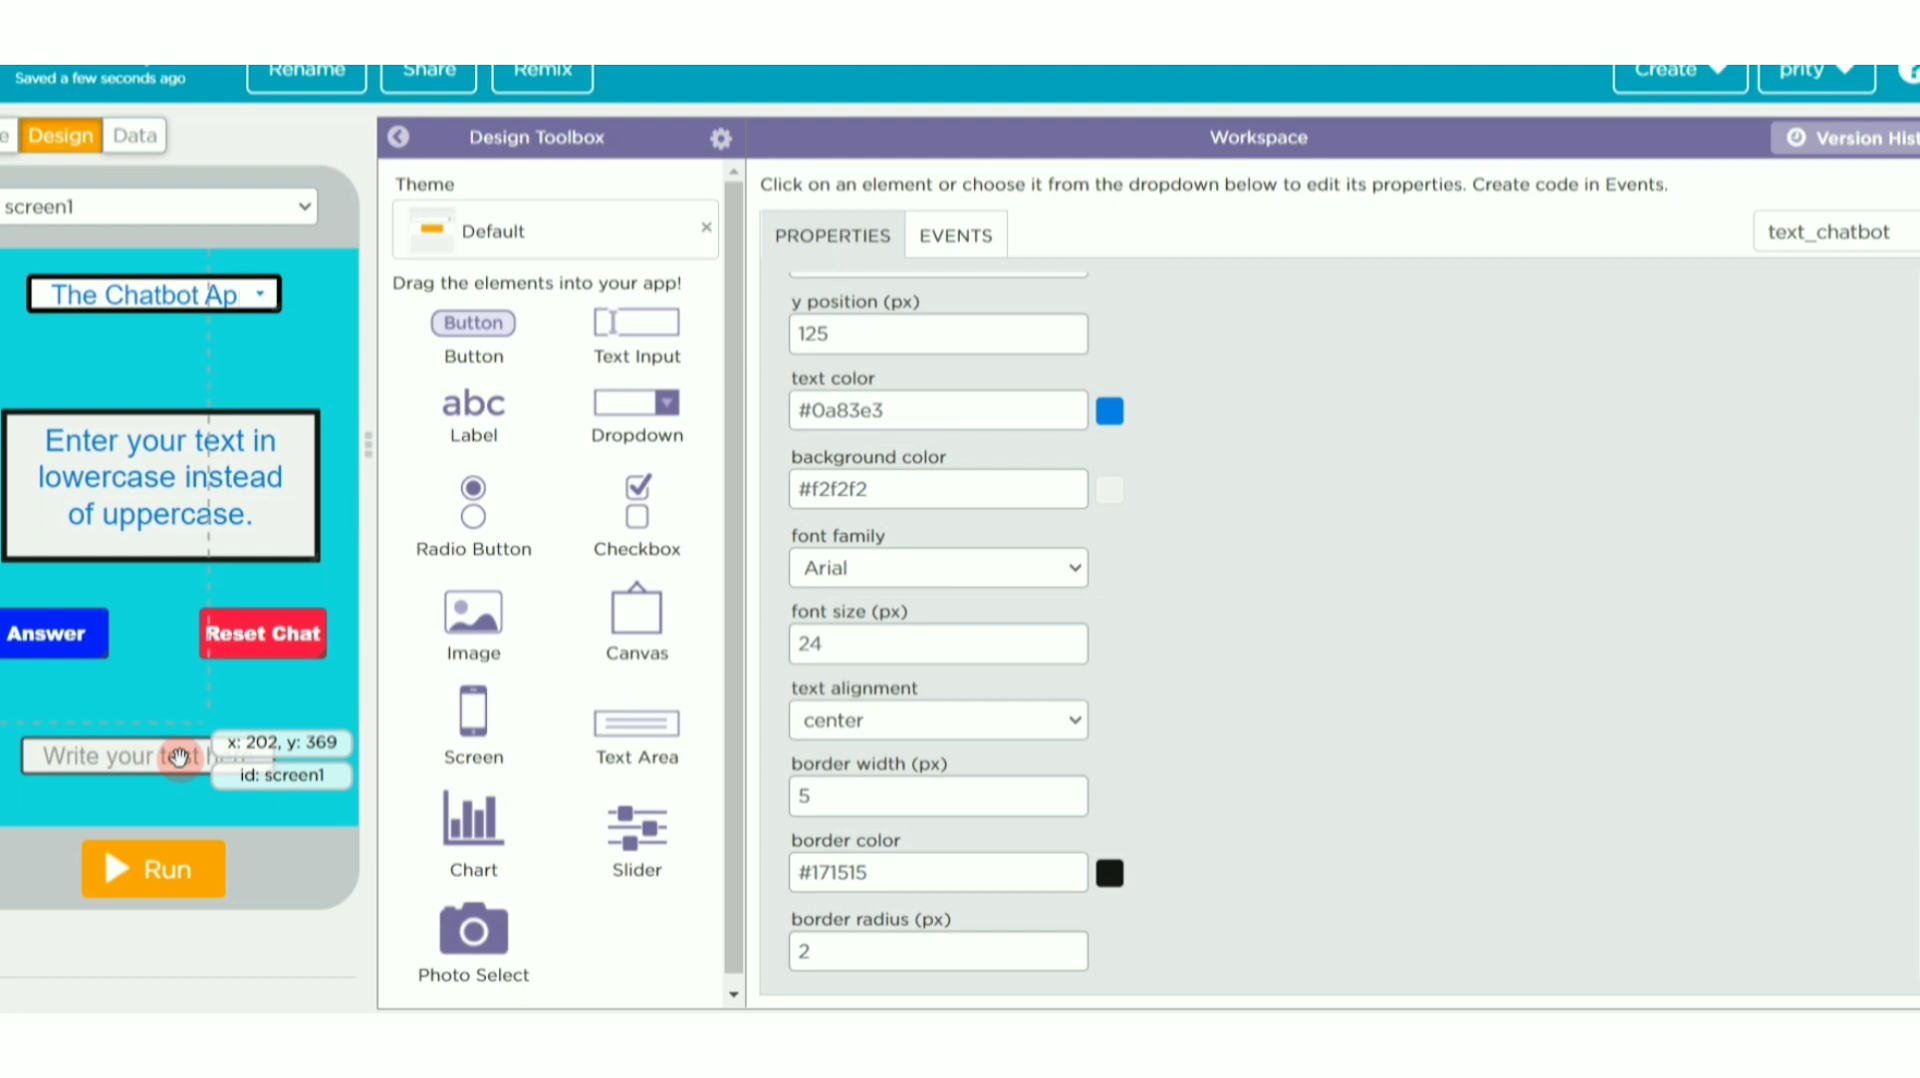 Saved a few seconds ago
Rename
Share
Remix
Create
prity
e
Design
Data
Design Toolbox
Workspace
Version Hist
screen1
Theme
Default
Drag the elements into your app!
Button
Button
Text Input
abc
Label
Dropdown
Radio Button
Checkbox
Image
Canvas
Screen
Text Area
Chart
Slider
Photo Select
The Chatbot Ap
Enter your text in
lowercase instead
of uppercase.
Answer
Reset Chat
Write your text
x: 202, y: 369
id: screen1
Run
Click on an element or choose it from the dropdown below to edit its properties. Create code in Events.
PROPERTIES
EVENTS
text_chatbot
y position (px)
125
text color
#0a83e3
background color
#f2f2f2
font family
Arial
font size (px)
24
text alignment
center
border width (px)
5
border color
#171515
border radius (px)
2